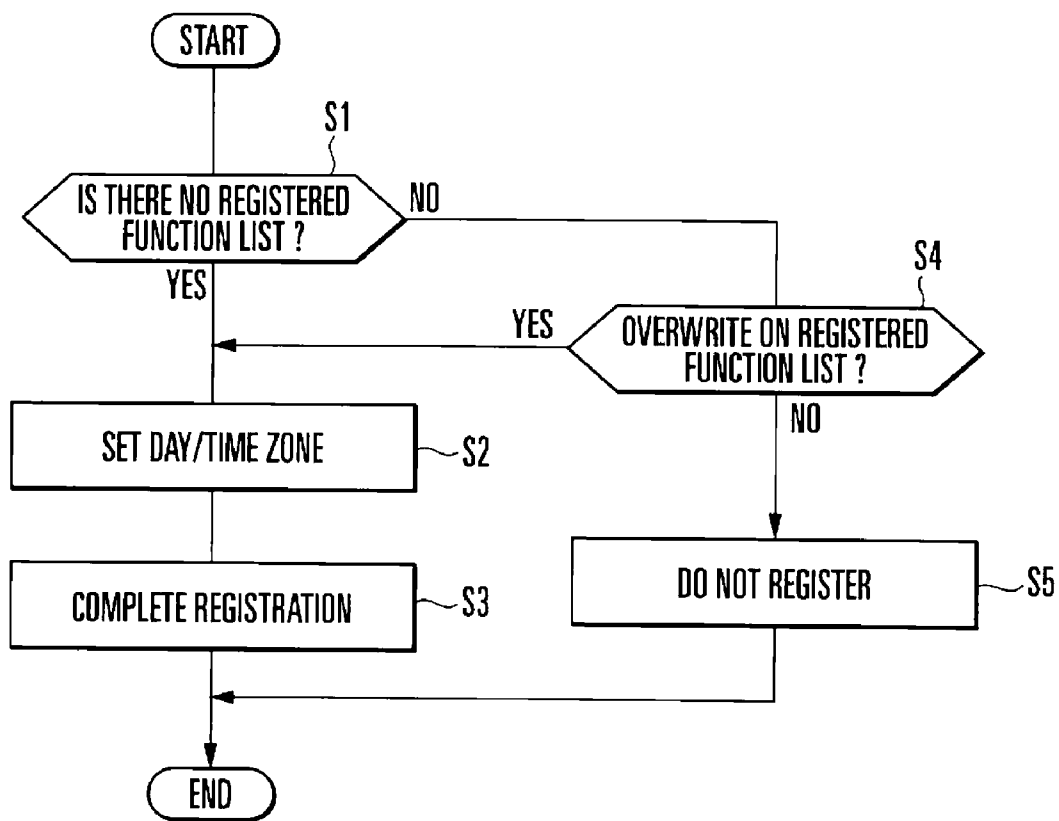 START
S1
IS THERE NO REGISTERED
FUNCTION LIST ?
NO
YES
S4
OVERWRITE ON REGISTERED
FUNCTION LIST ?
YES
NO
SET DAY/TIME ZONE
S2
COMPLETE REGISTRATION
S3
DO NOT REGISTER
S5
END